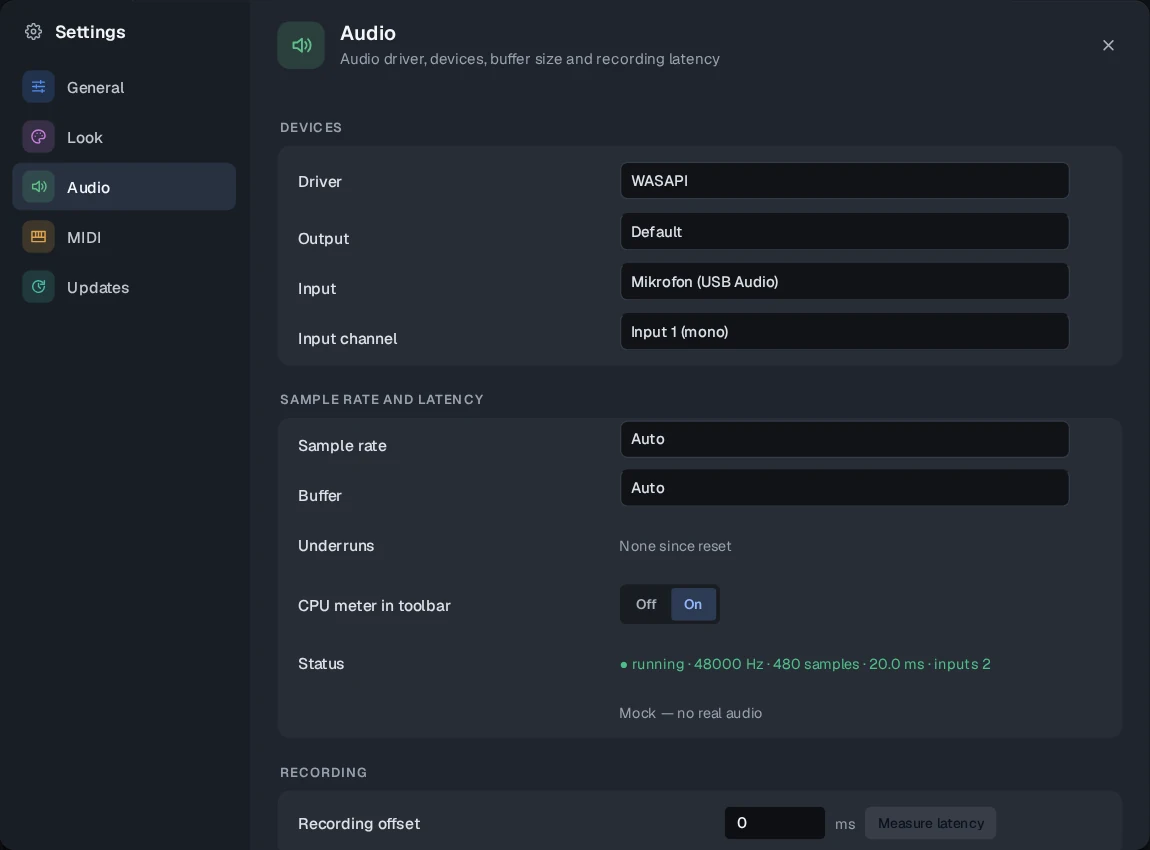 Settings
General
Look
Audio
MIDI
Updates
Audio
Audio driver, devices, buffer size and recording latency
DEVICES
Driver
WASAPI
Output
Default
Input
Mikrofon (USB Audio)
Input channel
Input 1 (mono)
SAMPLE RATE AND LATENCY
Sample rate
Auto
Buffer
Auto
Underruns
None since reset
CPU meter in toolbar
Off On
Status
● running · 48000 Hz · 480 samples · 20.0 ms · inputs 2
Mock — no real audio
RECORDING
Recording offset
0 ms Measure latency